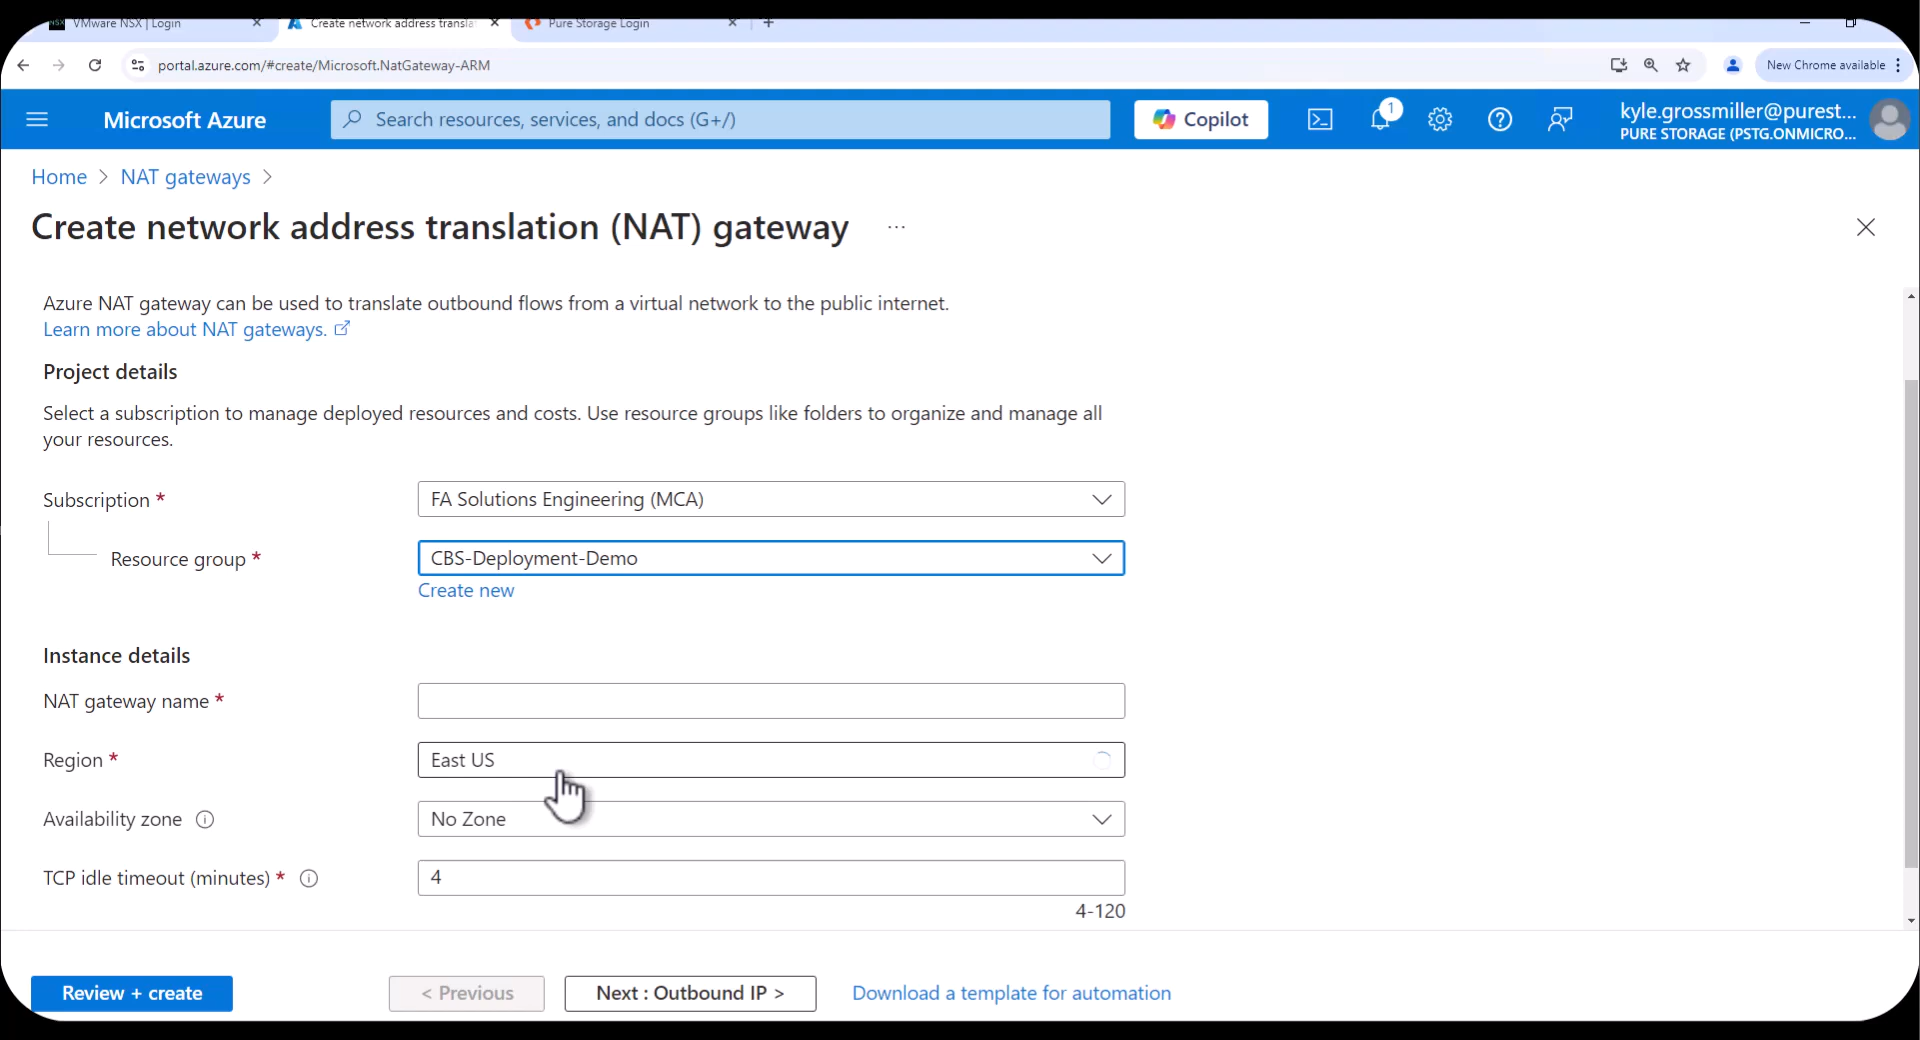 NSX VMware NSX | Login
Create network address transla
Pure Storage Login
portal.azure.com/#create/Microsoft.NatGateway-ARM
New Chrome available
Microsoft Azure
Search resources, services, and docs (G+/)
Copilot
1
kyle.grossmiller@purest...
PURE STORAGE (PSTG.ONMICRO...
Home > NAT gateways >
Create network address translation (NAT) gateway ...
Azure NAT gateway can be used to translate outbound flows from a virtual network to the public internet.
Learn more about NAT gateways.
Project details
Select a subscription to manage deployed resources and costs. Use resource groups like folders to organize and manage all
your resources.
Subscription *
FA Solutions Engineering (MCA)
Resource group *
CBS-Deployment-Demo
Create new
Instance details
NAT gateway name *
Region *
East US
Availability zone
No Zone
TCP idle timeout (minutes) *
4
4-120
Review + create
< Previous
Next : Outbound IP >
Download a template for automation